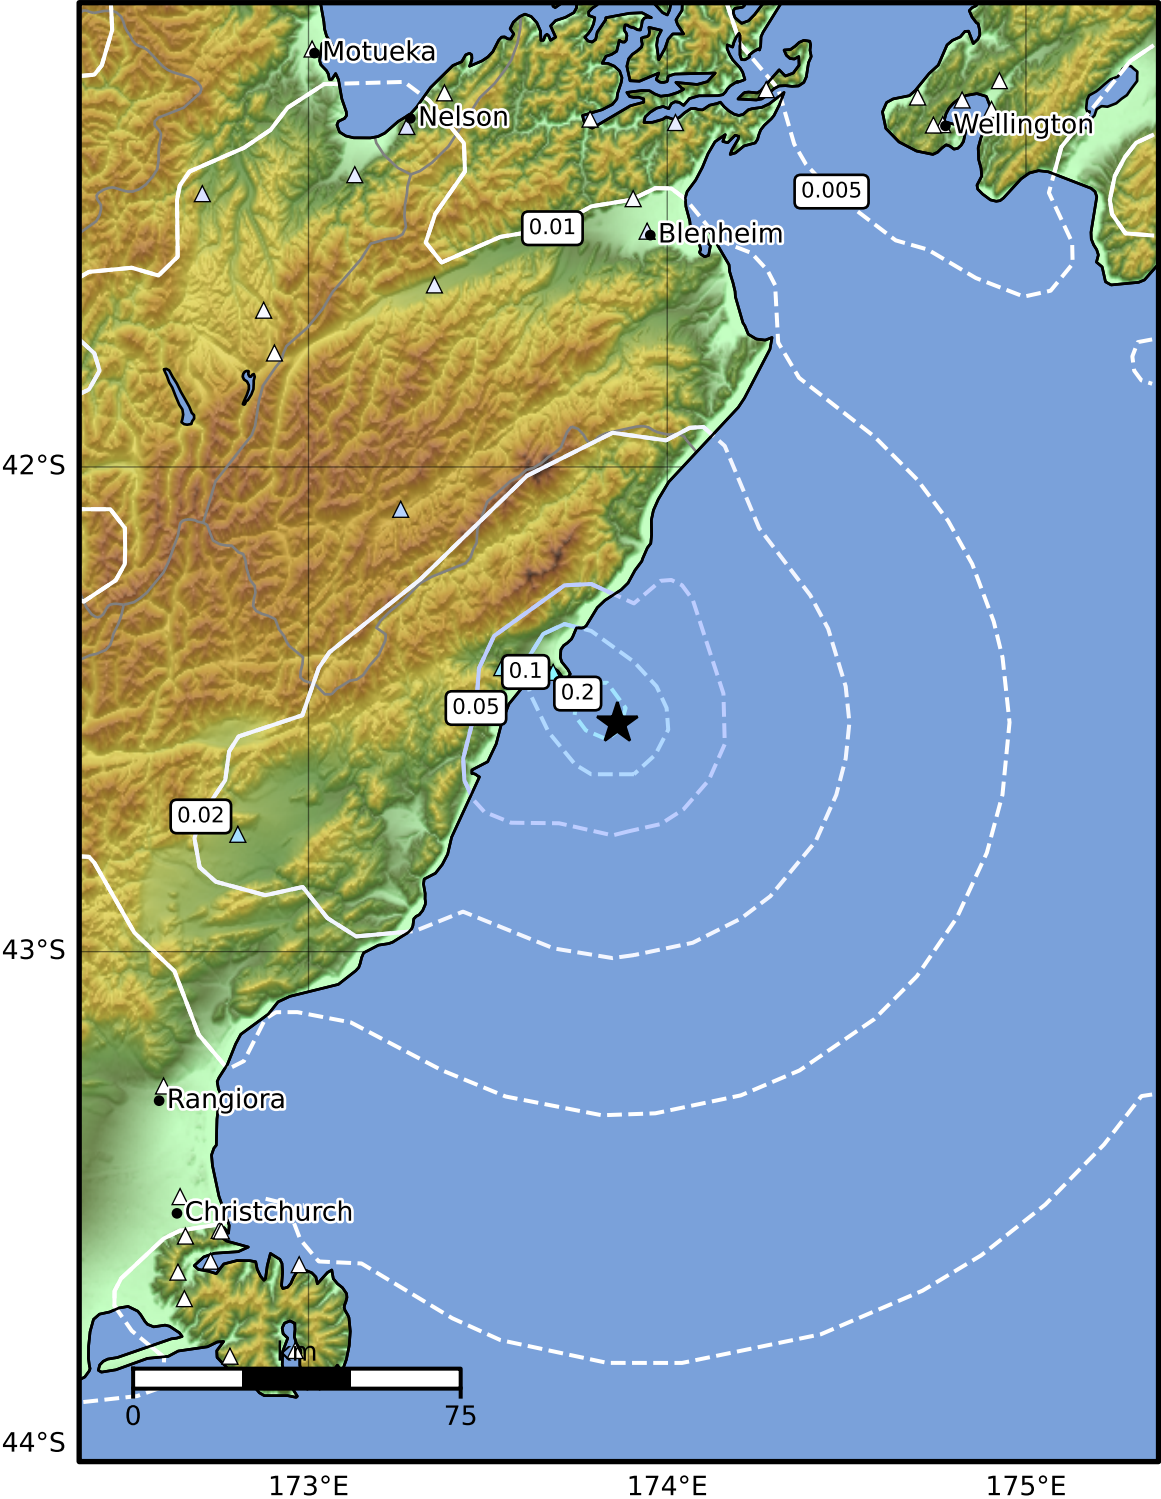 Motueka
Nelson
Wellington
0.005
0.01
Blenheim
42°S
0.1
0.2
0.05
0.02
43°S
Rangiora
Christchurch
km
0
75
44°S
173°E
174°E
175°E